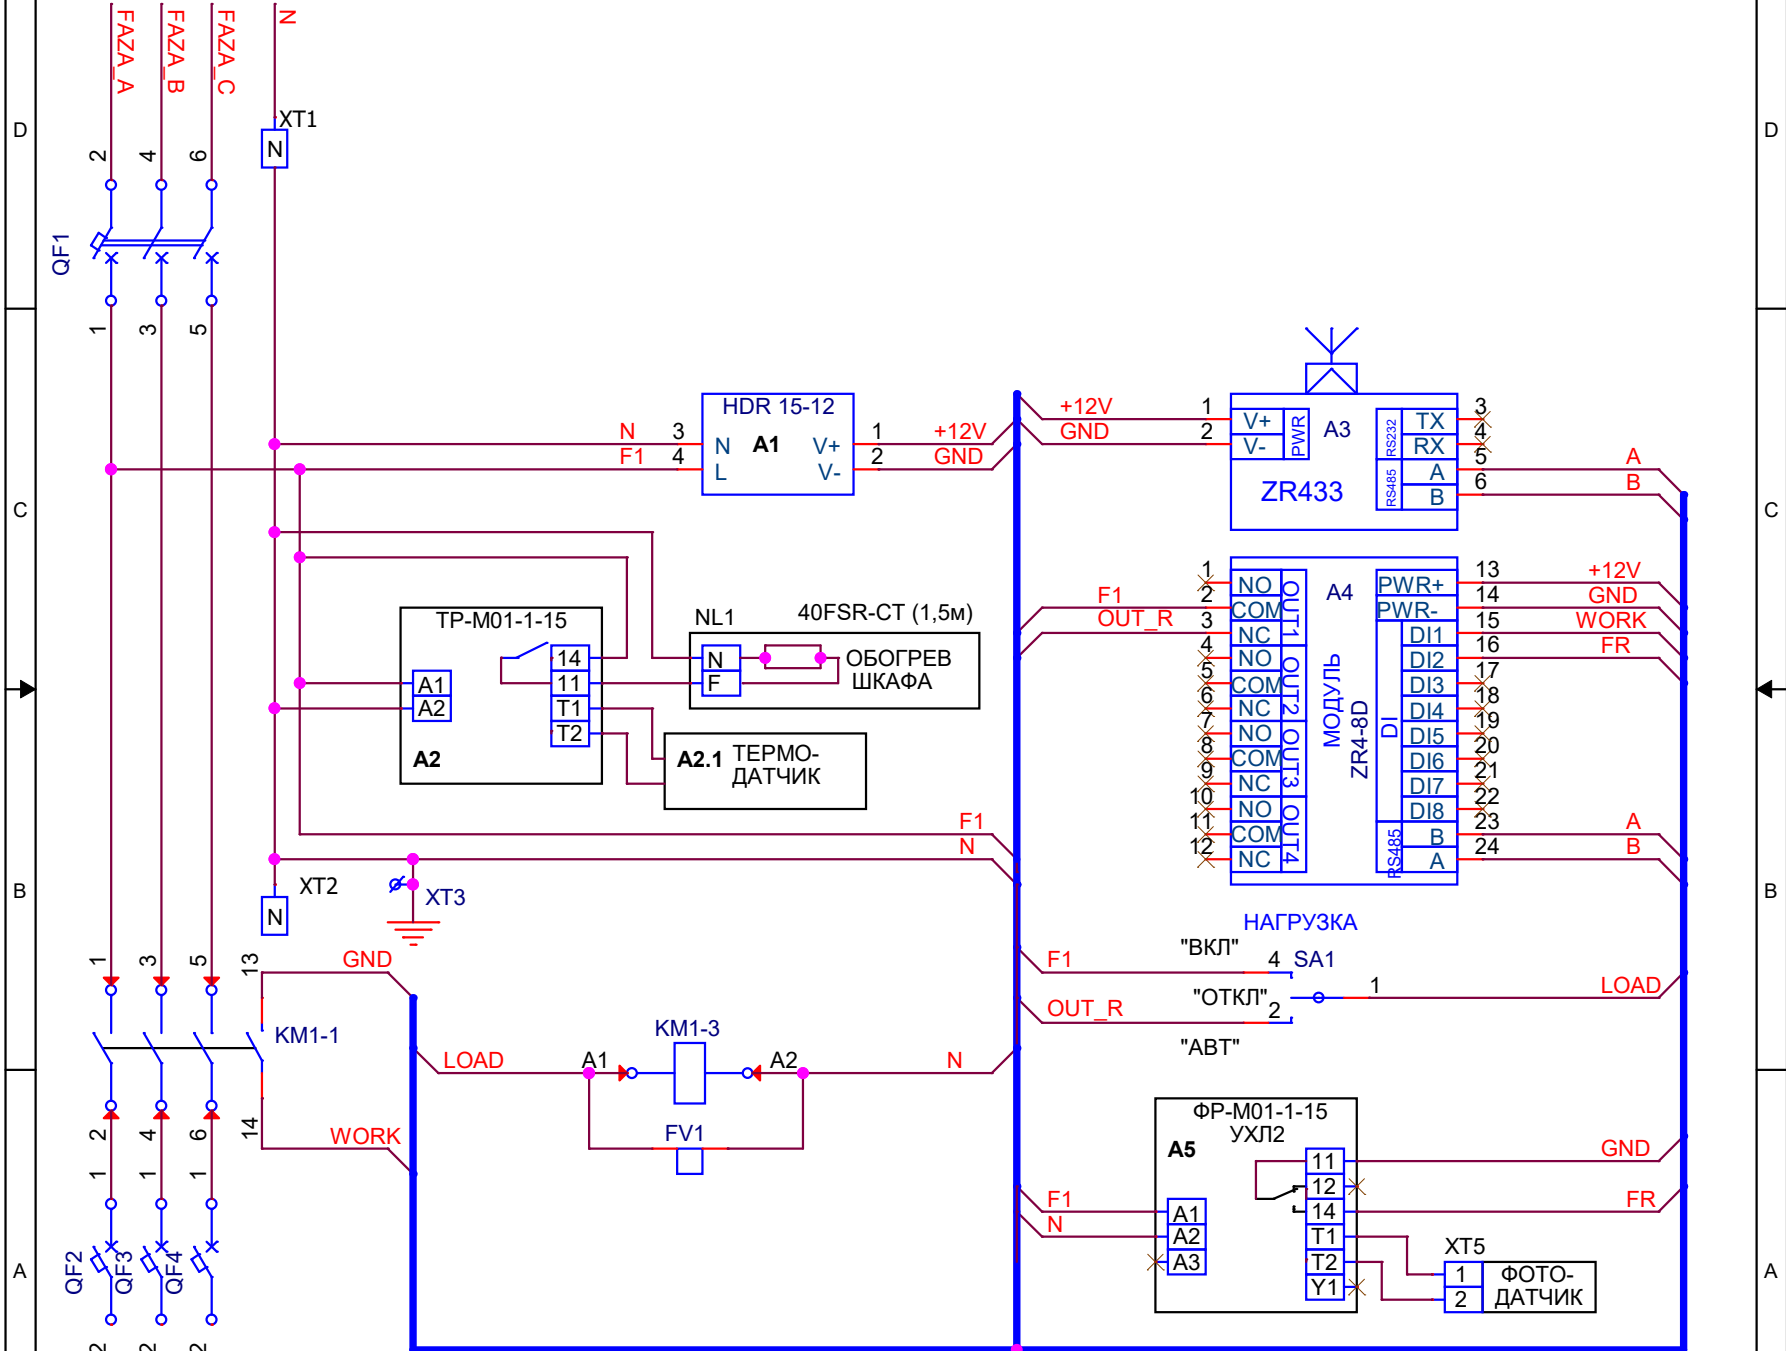 FAZA_A
FAZA_B
FAZA_C
N
XT1
N
D
D
2
4
6
QF1
1
3
5
HDR 15-12
A1
N 3 N V+ 1 +12V
F1 4 L V- 2 GND
+12V 1 V+
GND 2 V-
PWR
A3
ZR433
RS232
TX 3
RX 4
RS485
A 5 A
B 6 B
C
C
ТР-М01-1-15
14
11
T1
T2
A1
A2
A2
NL1
40FSR-CT (1,5м)
N
F
ОБОГРЕВ
ШКАФА
A2.1 ТЕРМО-
ДАТЧИК
F1
N
1 NO
F1 2 COM
OUT_R 3 NC
OUT1
4 NO
5 COM
6 NC
OUT2
7 NO
8 COM
9 NC
OUT3
10 NO
11 COM
12 NC
OUT4
A4
МОДУЛЬ
ZR4-8D
PWR+ 13 +12V
PWR- 14 GND
DI
DI1 15 WORK
DI2 16 FR
DI3 17
DI4 18
DI5 19
DI6 20
DI7 21
DI8 22
RS485
B 23 A
A 24 B
B
B
XT2
N
XT3
НАГРУЗКА
"ВКЛ"
F1 4 SA1
"ОТКЛ" 1 LOAD
OUT_R 2
"АВТ"
1
3
5
13
GND
KM1-1
2
4
6
14
WORK
KM1-3
LOAD A1 A2 N
FV1
ФР-М01-1-15
УХЛ2
A5
11 GND
12
14 FR
T1
T2
Y1
F1 A1
N A2
A3
XT5
1
2
ФОТО-
ДАТЧИК
1
1
1
QF2
QF3
QF4
2
2
2
A
A